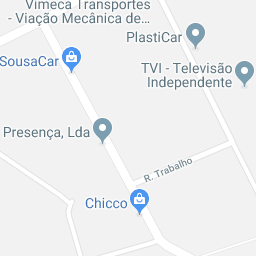 Vimeca Transportes
- Viação Mecânica de...
PlastiCar
SousaCar
TVI - Televisão
Independente
Presença, Lda
R. Trabalho
Chicco